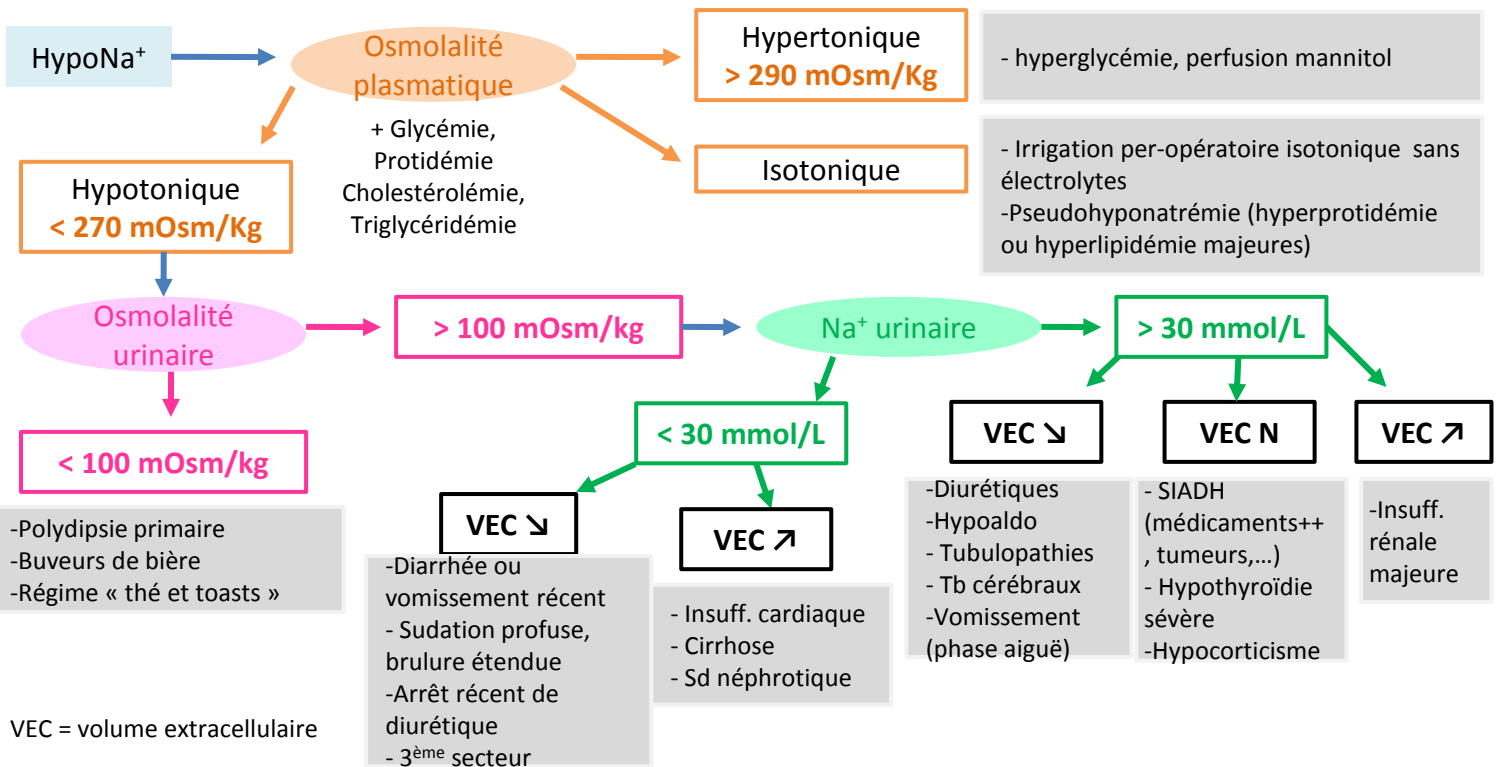 HypoNa⁺
Osmolalité
plasmatique
+ Glycémie,
Protidémie
Cholestérolémie,
Triglycéridémie
Hypertonique
> 290 mOsm/Kg
- hyperglycémie, perfusion mannitol
Isotonique
- Irrigation per-opératoire isotonique sans
électrolytes
-Pseudohyponatrémie (hyperprotidémie
ou hyperlipidémie majeures)
Hypotonique
< 270 mOsm/Kg
Osmolalité
urinaire
> 100 mOsm/kg
Na⁺ urinaire
> 30 mmol/L
< 100 mOsm/kg
-Polydipsie primaire
-Buveurs de bière
-Régime « thé et toasts »
< 30 mmol/L
VEC ↘
-Diarrhée ou
vomissement récent
- Sudation profuse,
brulure étendue
-Arrêt récent de
diurétique
- 3ème secteur
VEC ↗
- Insuff. cardiaque
- Cirrhose
- Sd néphrotique
VEC ↘
-Diurétiques
-Hypoaldo
- Tubulopathies
- Tb cérébraux
-Vomissement
(phase aiguë)
VEC N
- SIADH
(médicaments++
, tumeurs,…)
- Hypothyroïdie
sévère
-Hypocorticisme
VEC ↗
-Insuff.
rénale
majeure
VEC = volume extracellulaire